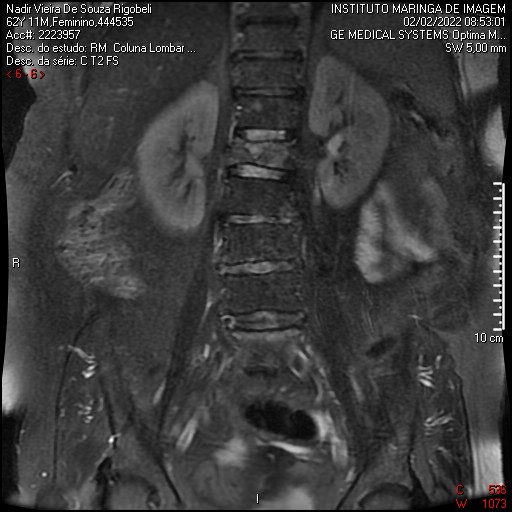 Nadir Vieira De Souza Rigobeli
62Y 11M,Feminino,444535
Acc#: 2223957
Desc. do estudo: RM Coluna Lombar ...
Desc. da série: C T2 FS
< 6 - 6 >
INSTITUTO MARINGA DE IMAGEM
02/02/2022 08:53:01
GE MEDICAL SYSTEMS Optima M...
SW 5,00 mm
R
10 cm
I
C 536
W 1073